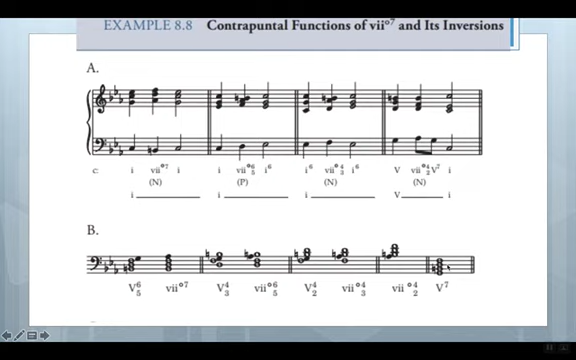 EXAMPLE 8.8 Contrapuntal Functions of vii°7 and Its Inversions
A.
c: i vii°7 i i vii°6/5 i6 i6 vii°4/3 i6 V vii°4/2 V7 i
(N) (P) (N) (N)
i i i V i
B.
V6/5 vii°7 V4/3 vii°6/5 V4/2 vii°4/3 vii°4/2 V7